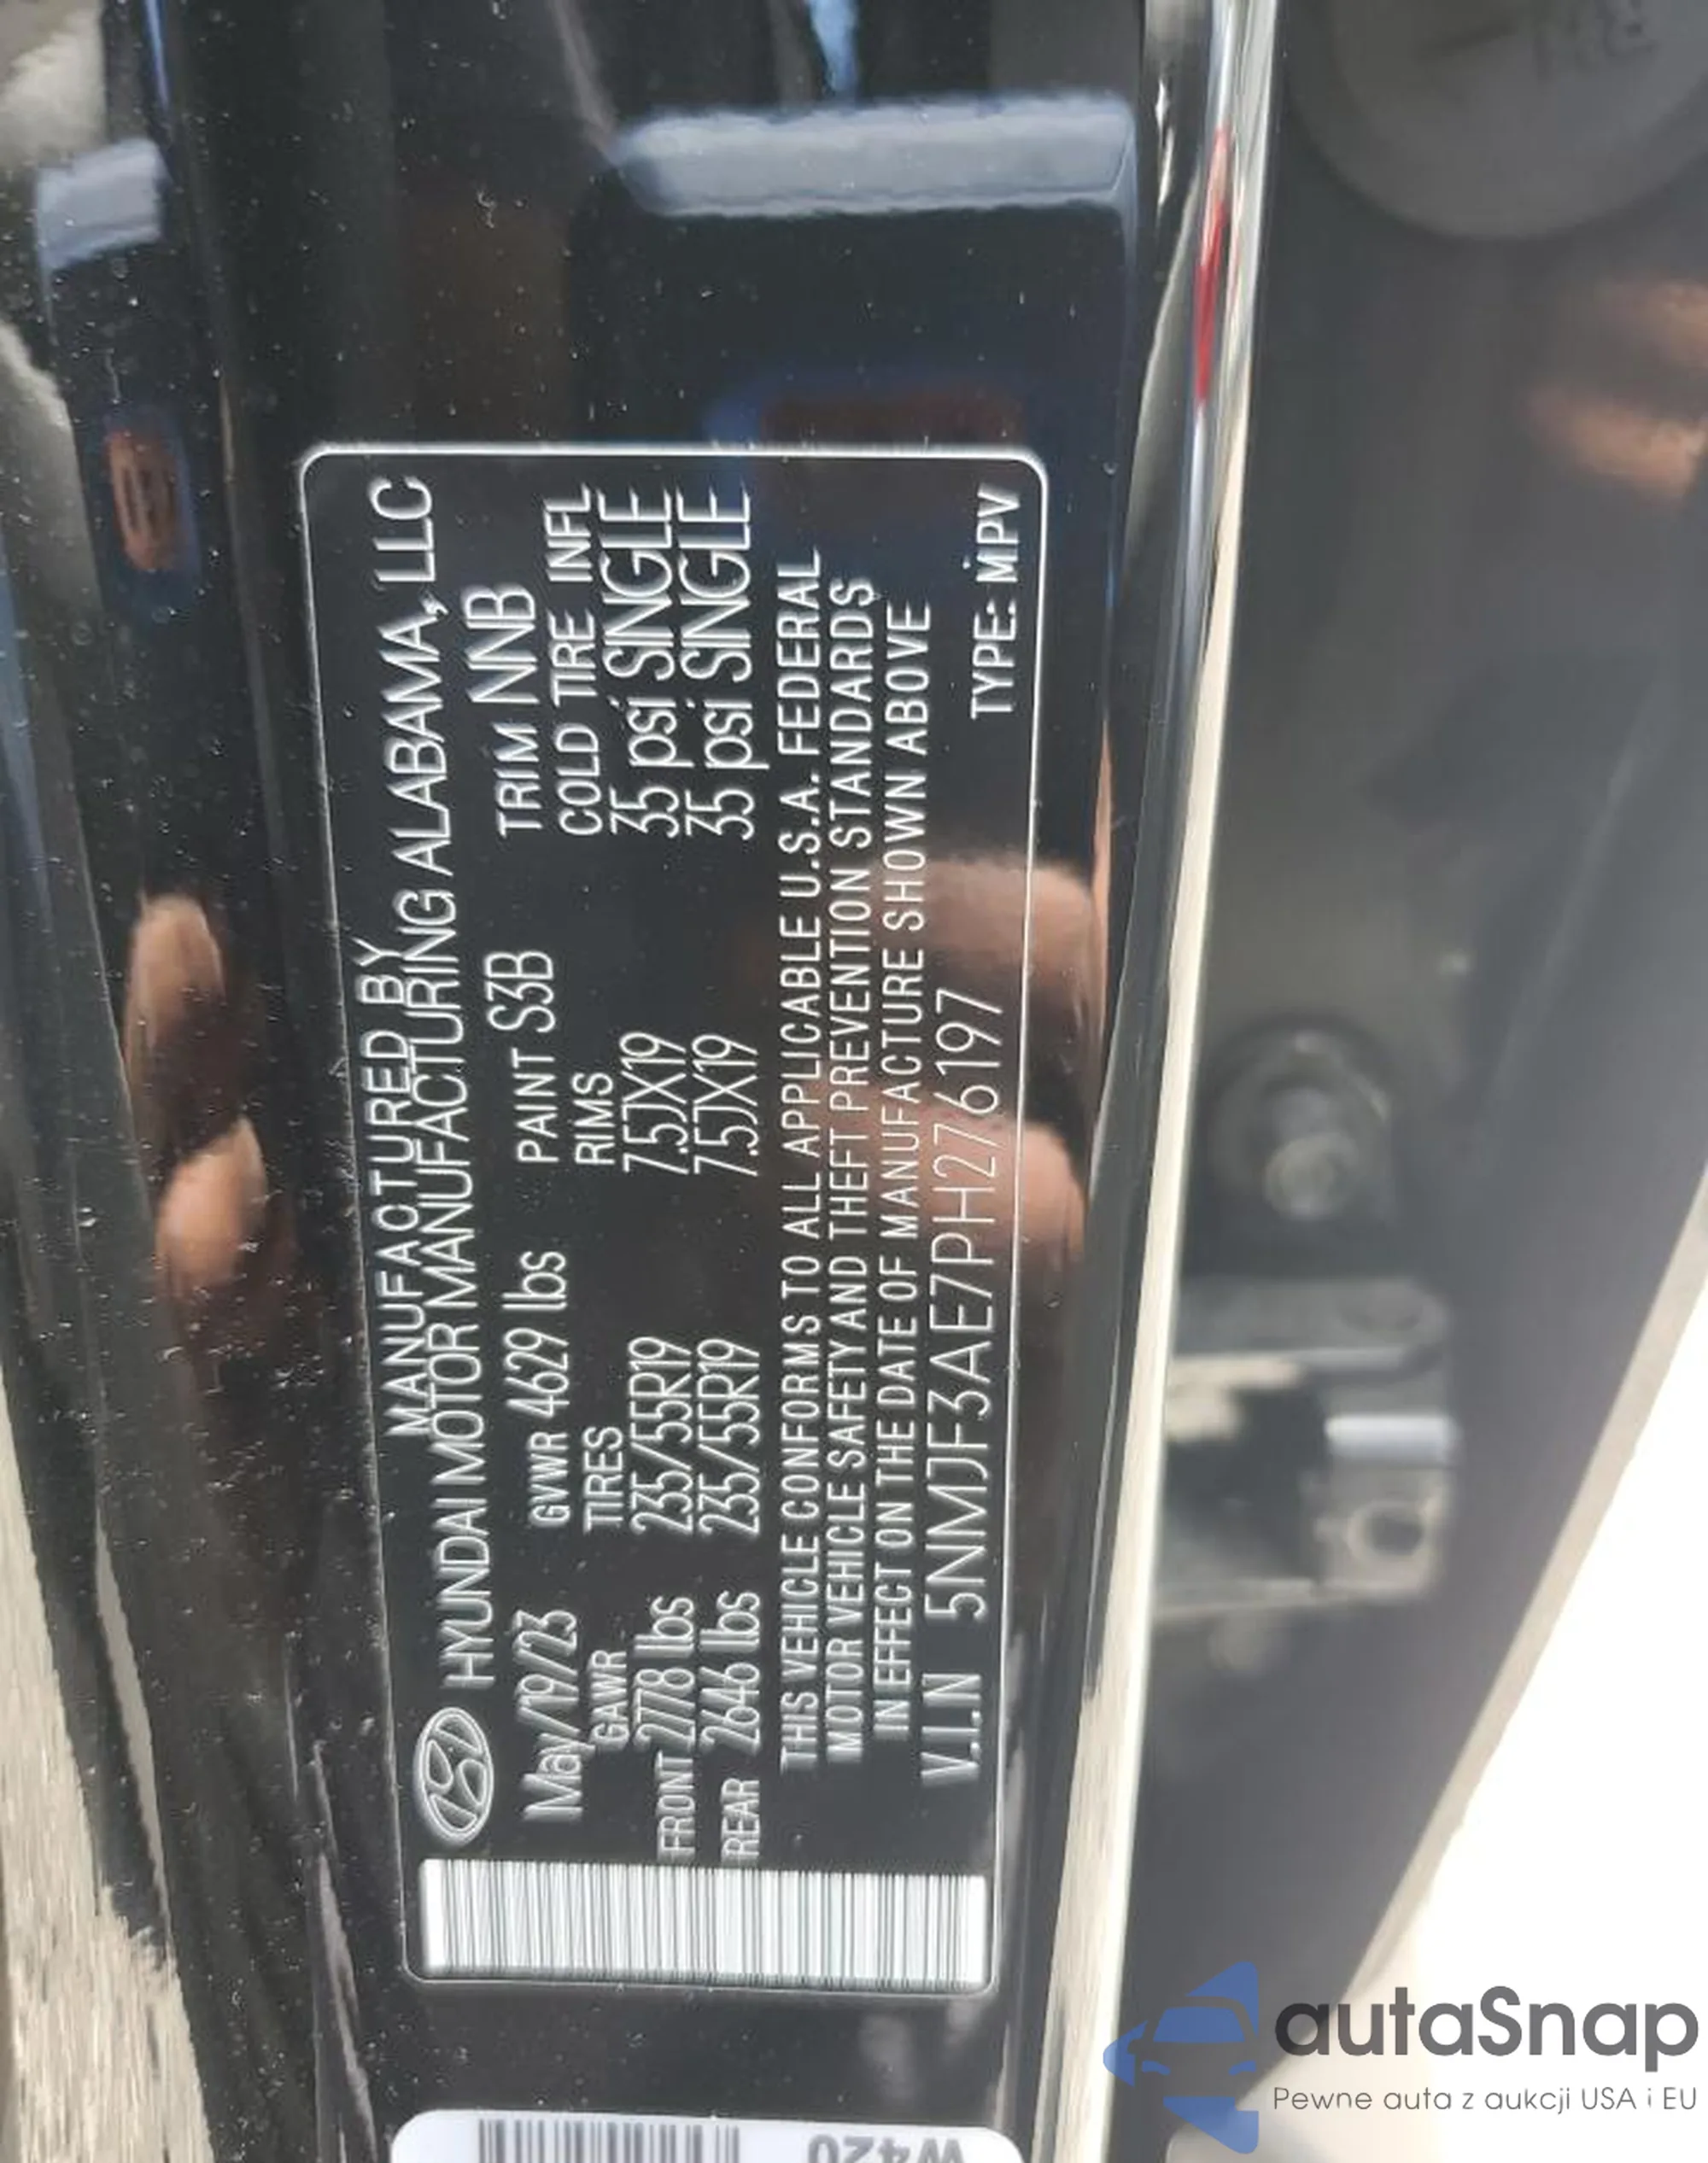 MANUFACTURED BY
HYUNDAI MOTOR MANUFACTURING ALABAMA, LLC
May/19/23 GVWR 4629 lbs PAINT S3B TRIM NNB
GAWR TIRES RIMS COLD TIRE INFL
FRONT 2778 lbs 235/55R19 7.5JX19 35 psi SINGLE
REAR 2646 lbs 235/55R19 7.5JX19 35 psi SINGLE
THIS VEHICLE CONFORMS TO ALL APPLICABLE U.S.A. FEDERAL
MOTOR VEHICLE SAFETY AND THEFT PREVENTION STANDARDS
IN EFFECT ON THE DATE OF MANUFACTURE SHOWN ABOVE
V.I.N 5NMJF3AE7PH276197
TYPE: MPV
W420
autaSnap
Pewne auta z aukcji USA i EU